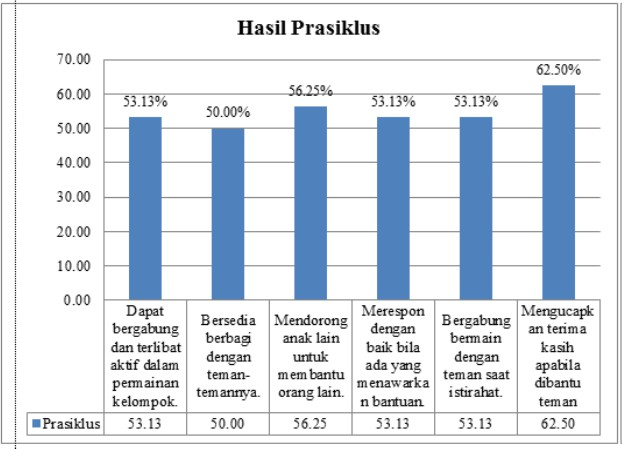 Hasil Prasiklus
70.00
60.00
50.00
40.00
30.00
20.00
10.00
0.00
53.13%
50.00%
56.25%
53.13%
53.13%
62.50%
Dapat
bergabung
dan terlibat
aktif dalam
permainan
kelompok.
Bersedia
berbagi
dengan
teman-
temannya.
Mendorong
anak lain
untuk
membantu
orang lain.
Merespon
dengan
baik bila
ada yang
menawarka
n bantuan.
Bergabung
bermain
dengan
teman saat
istirahat.
Mengucapk
an terima
kasih
apabila
dibantu
teman
Prasiklus 53.13 50.00 56.25 53.13 53.13 62.50